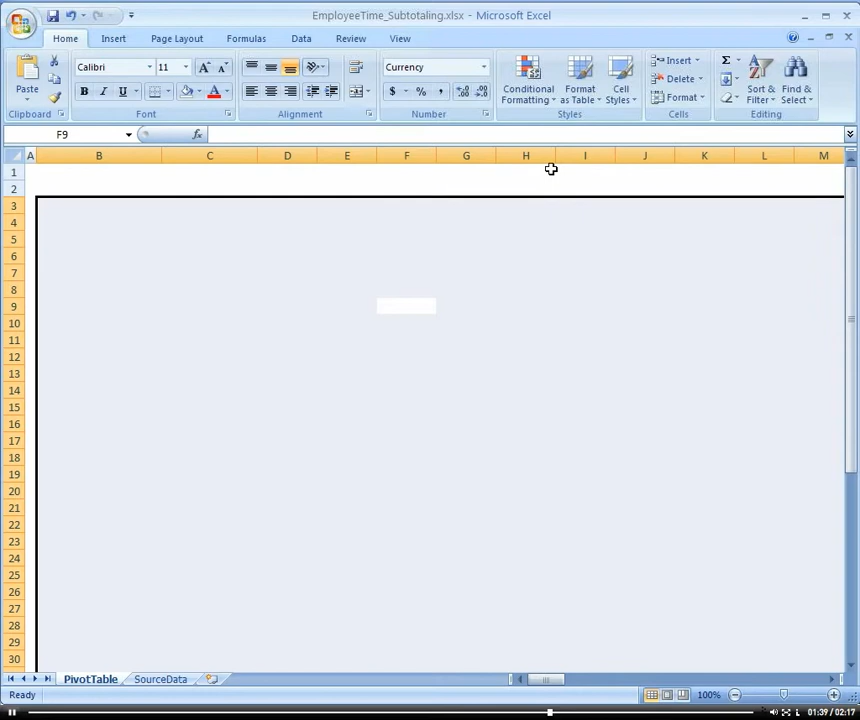 EmployeeTime_Subtotaling.xlsx - Microsoft Excel
Home Insert Page Layout Formulas Data Review View
Paste
Clipboard
Calibri 11
B I U
A A A
Font
Alignment
Currency
$ % , .0 .00 .00 .0
Number
Conditional Formatting
Format as Table
Cell Styles
Styles
Insert
Delete
Format
Cells
Σ
Sort & Filter
Find & Select
Editing
F9 fx
A B C D E F G H I J K L M
1
2
3
4
5
6
7
8
9
10
11
12
13
14
15
16
17
18
19
20
21
22
23
24
25
26
27
28
29
30
PivotTable SourceData
Ready 100%
01:39 / 02:17